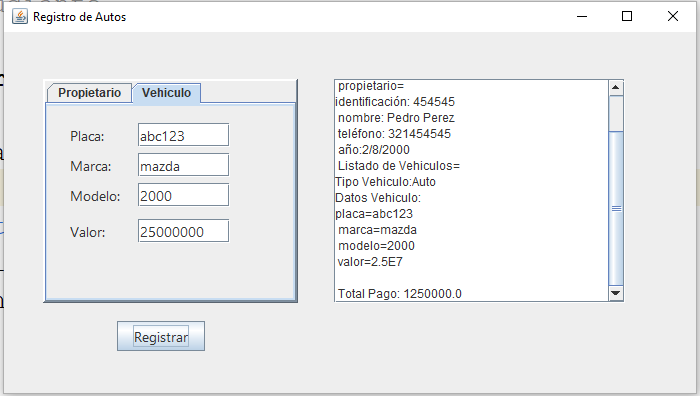 Registro de Autos
Propietario Vehiculo
Placa: abc123
Marca: mazda
Modelo: 2000
Valor: 25000000
Registrar
propietario=
identificación: 454545
nombre: Pedro Perez
teléfono: 321454545
año:2/8/2000
Listado de Vehiculos=
Tipo Vehiculo:Auto
Datos Vehiculo:
placa=abc123
marca=mazda
modelo=2000
valor=2.5E7
Total Pago: 1250000.0